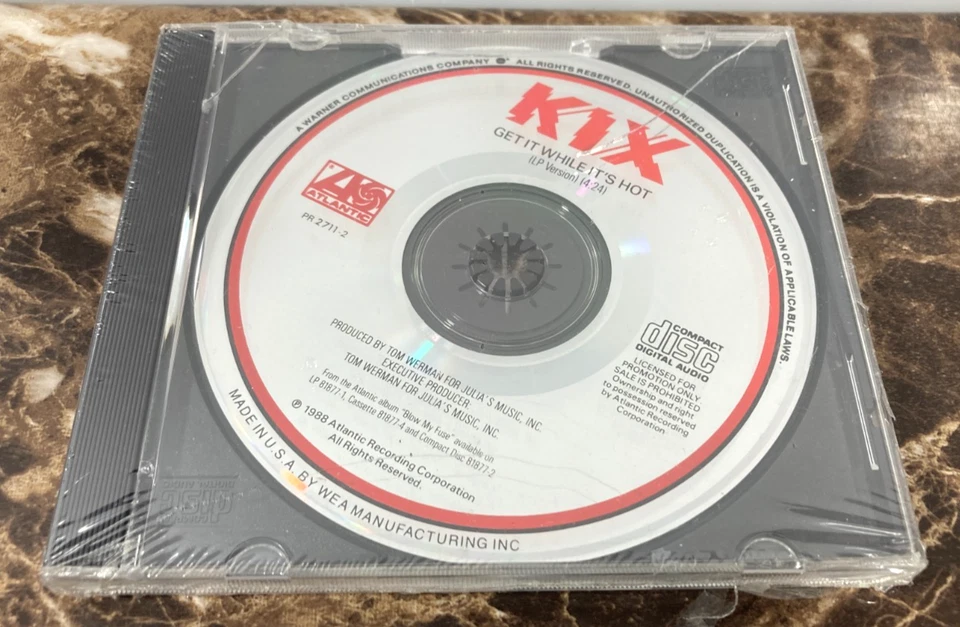 A WARNER COMMUNICATIONS COMPANY ALL RIGHTS RESERVED. UNAUTHORIZED DUPLICATION IS A VIOLATION OF APPLICABLE LAWS.
KIX
GET IT WHILE IT'S HOT
(LP Version) (4:24)
ATLANTIC
PR 2711-2
COMPACT
disc
DIGITAL AUDIO
LICENSED FOR
PROMOTION ONLY
SALE IS PROHIBITED
Ownership and right
to possession reserved
by Atlantic Recording
Corporation
PRODUCED BY TOM WERMAN FOR JULIA'S MUSIC, INC.
EXECUTIVE PRODUCER:
TOM WERMAN FOR JULIA'S MUSIC, INC.
From the Atlantic album "Blow My Fuse" available on
LP 81877-1, Cassette 81877-4 and Compact Disc 81877-2
℗ 1988 Atlantic Recording Corporation
All Rights Reserved.
MADE IN U.S.A. BY WEA MANUFACTURING INC
disc